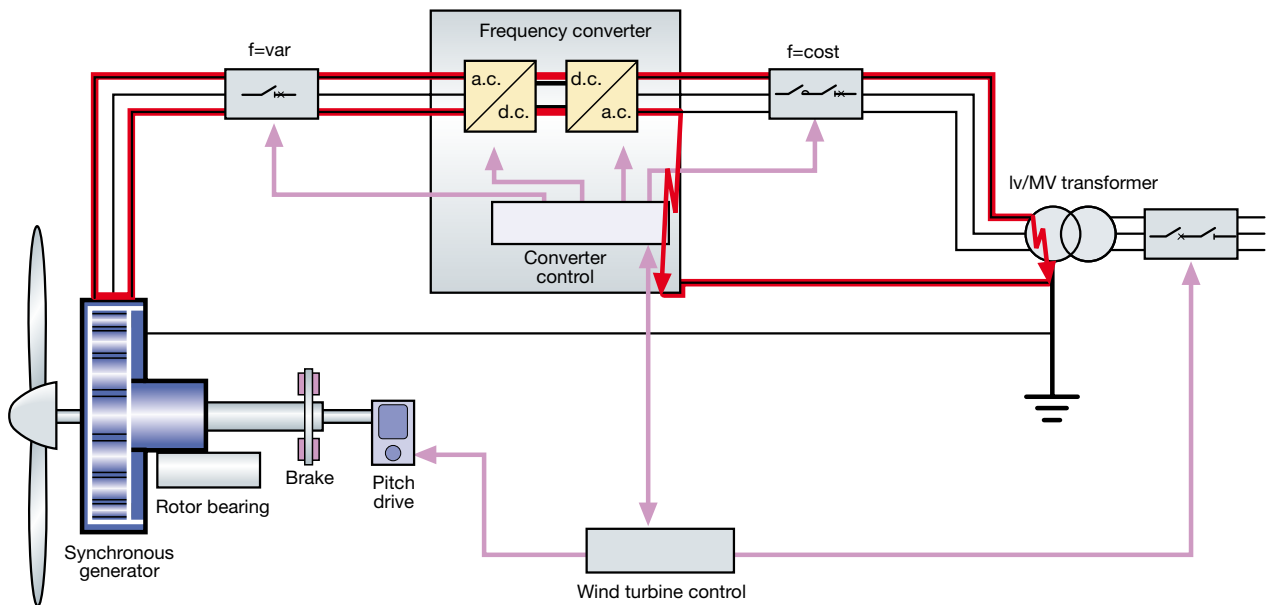 Frequency converter
f=var
f=cost
a.c.
d.c.
d.c.
a.c.
lv/MV transformer
Converter
control
Brake
Pitch
drive
Rotor bearing
Synchronous
generator
Wind turbine control